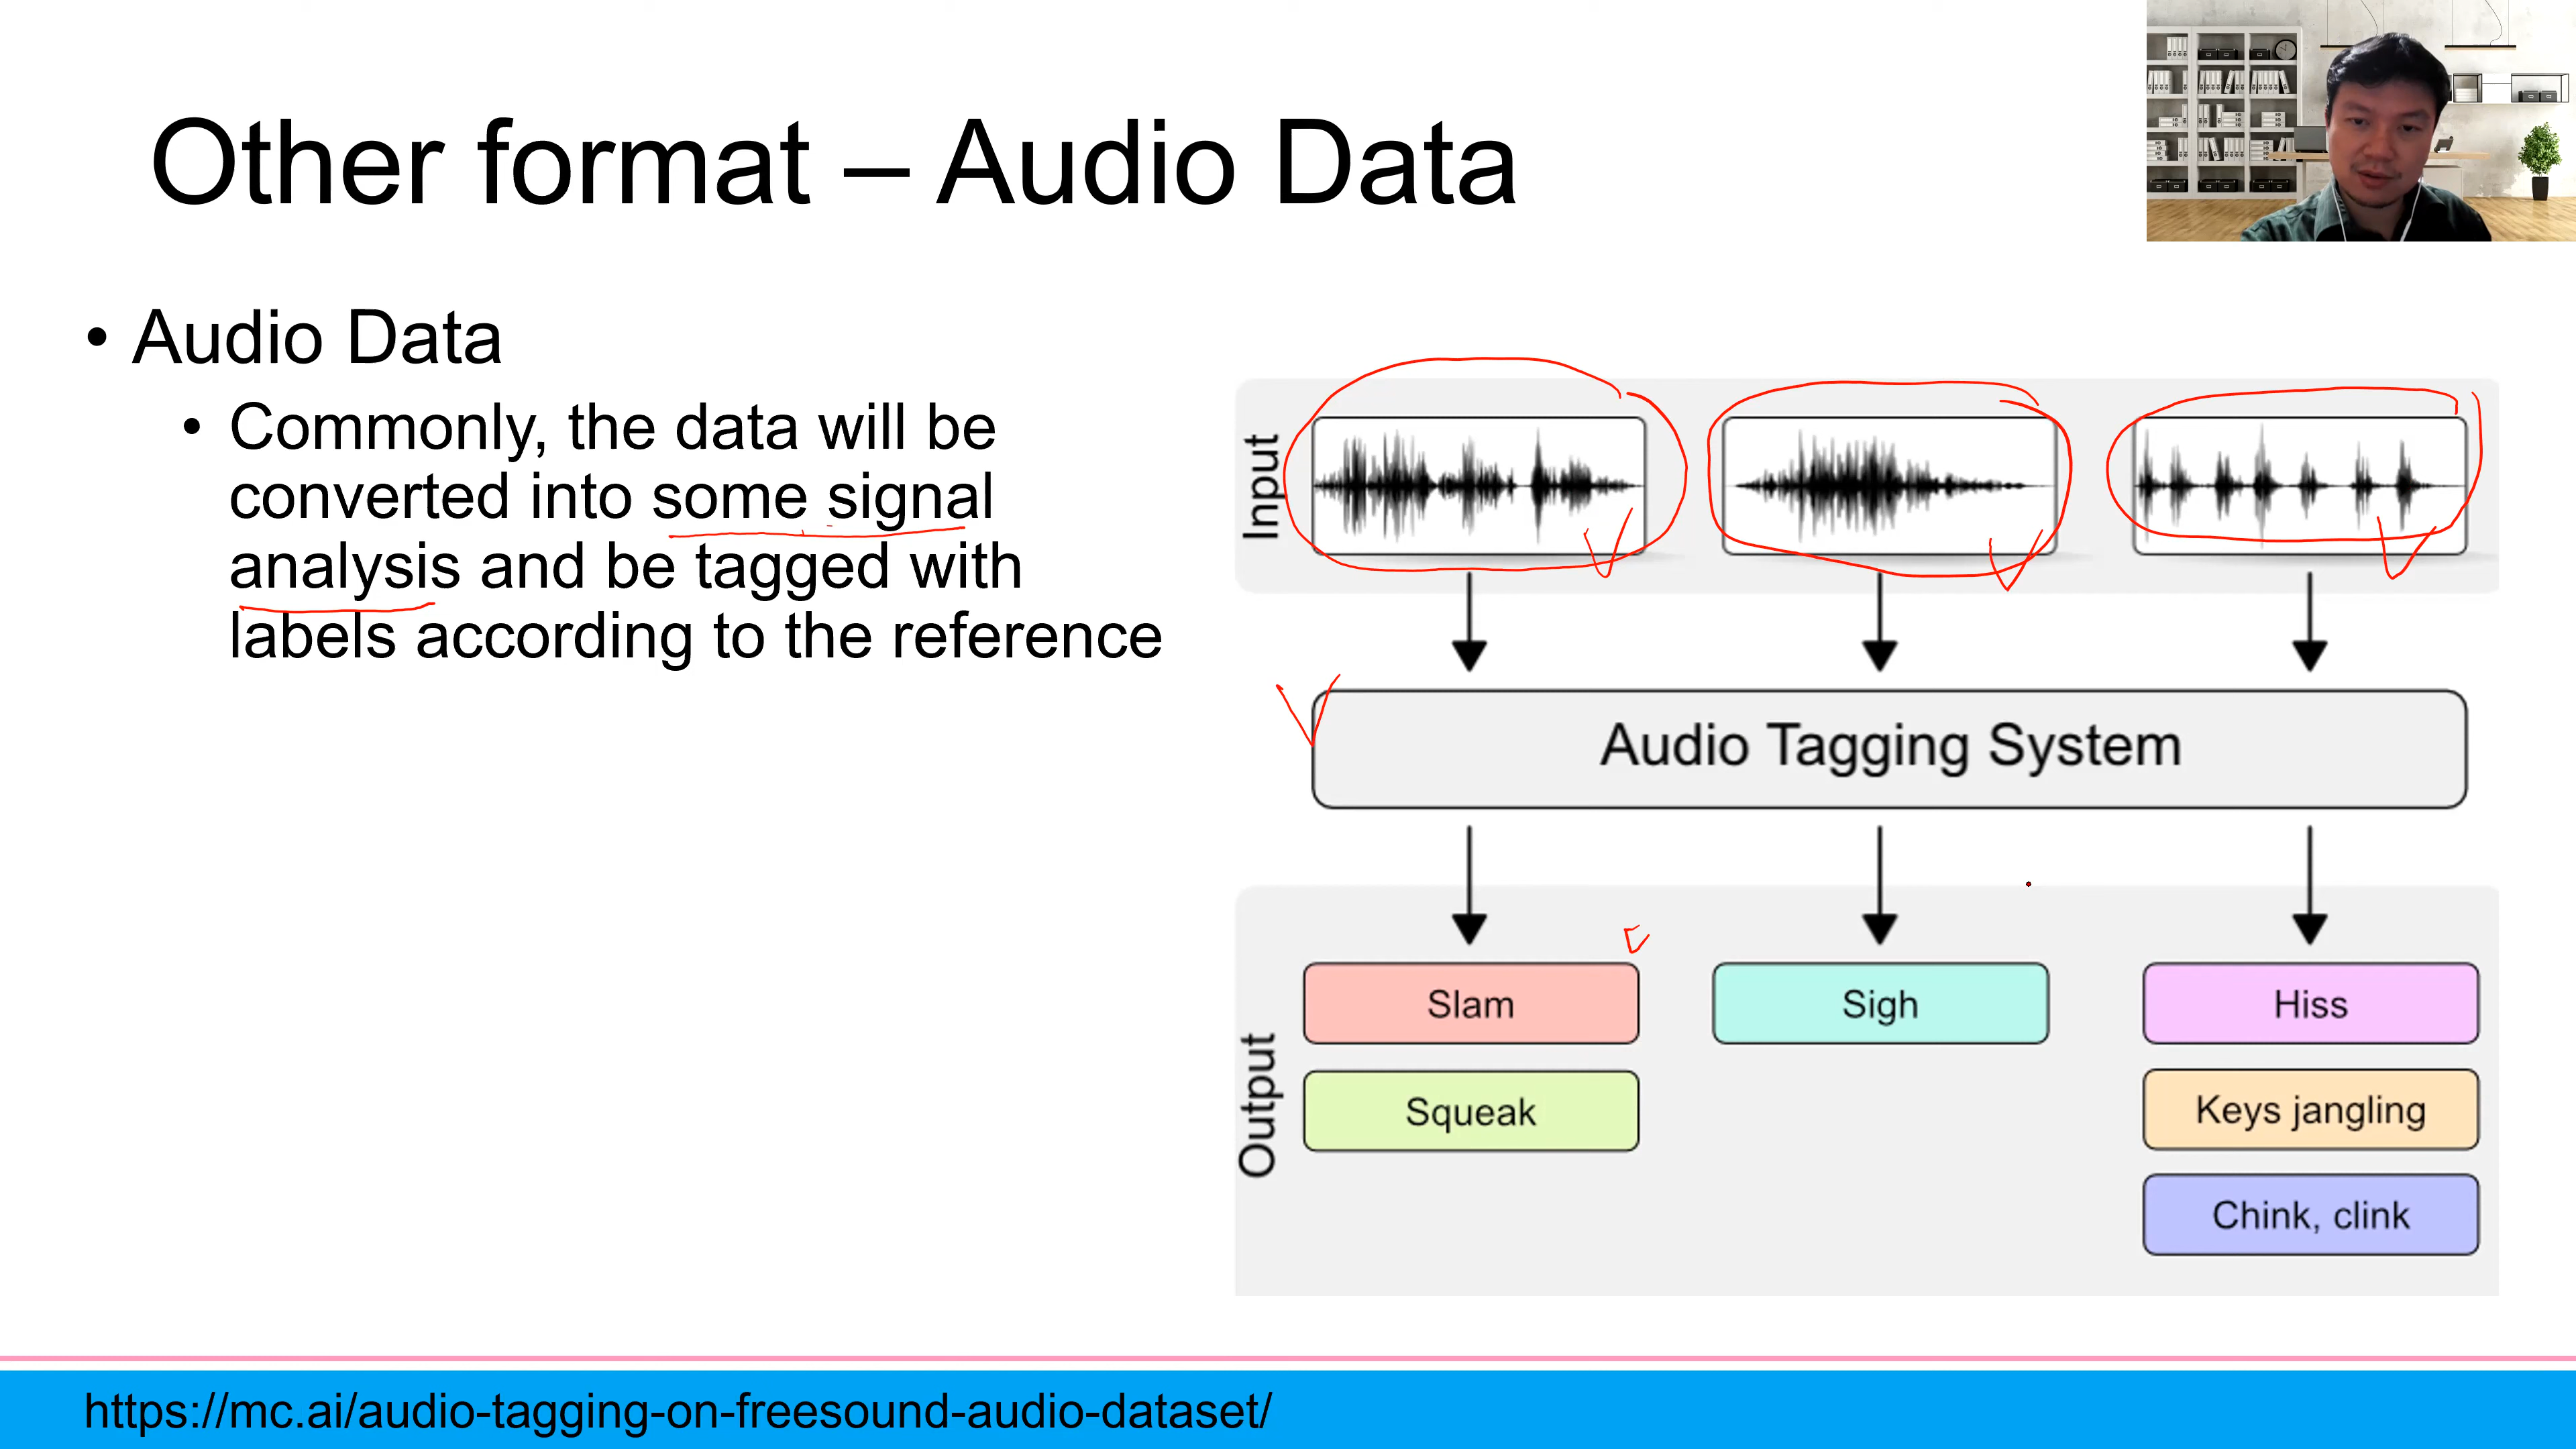 Other format – Audio Data
• Audio Data
• Commonly, the data will be
converted into some signal
analysis and be tagged with
labels according to the reference
Input
Audio Tagging System
Output
Slam
Sigh
Hiss
Squeak
Keys jangling
Chink, clink
https://mc.ai/audio-tagging-on-freesound-audio-dataset/